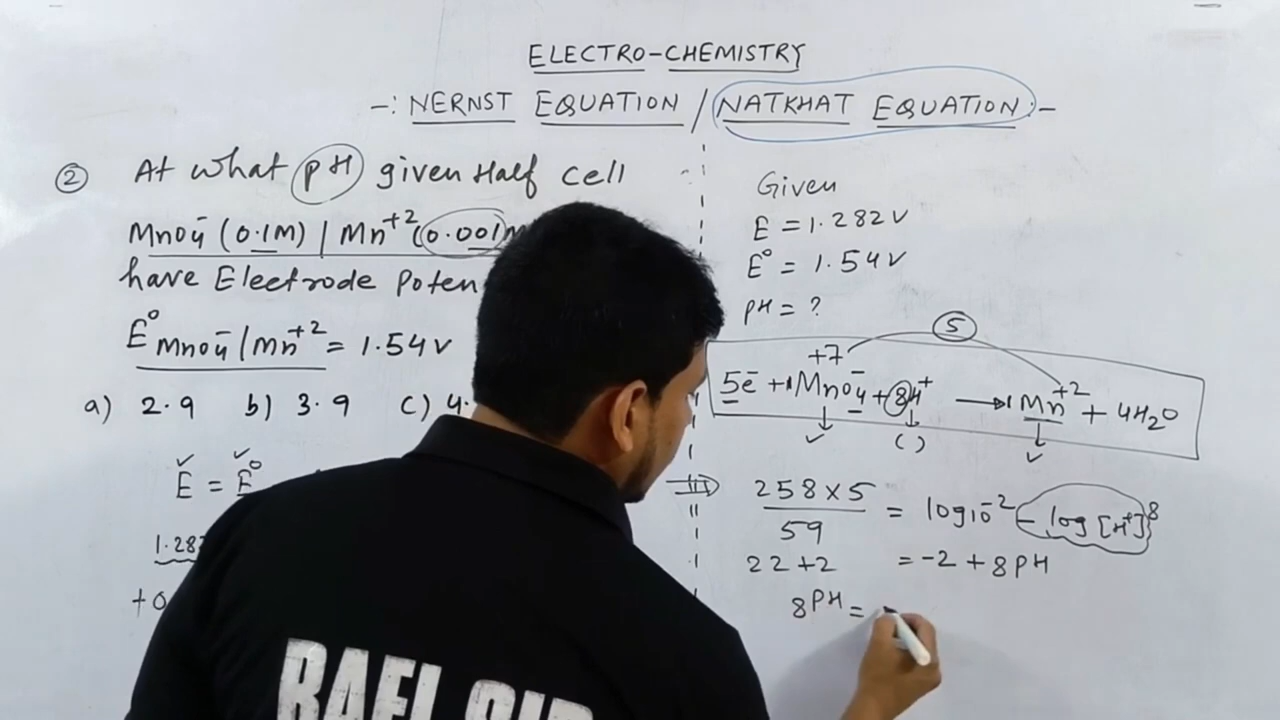 ELECTRO-CHEMISTRY
-: NERNST EQUATION / NATKHAT EQUATION :-
② At what pH given Half cell
MnO4⁻ (0.1M) | Mn⁺² (0.001M
have Electrode Poten
E° MnO4⁻/Mn⁺² = 1.54V
a) 2.9 b) 3.9 c) 4.
E = E°
1.28
+0
Given
E = 1.282V
E° = 1.54V
PH = ?
5
+7
5e⁻ + 1MnO4⁻ + 8H⁺ → 1Mn⁺² + 4H2O
( )
258×5 / 59 = log10⁻² - log[H⁺]⁸
22+2 = -2 + 8PH
8PH =